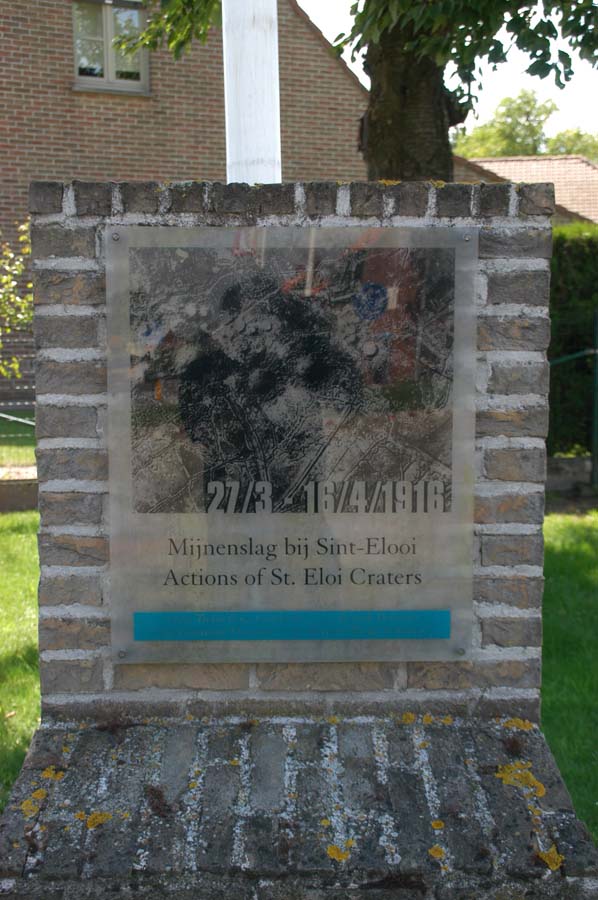 27/3 - 16/4/1916
Mijnenslag bij Sint-Elooi
Actions of St. Eloi Craters